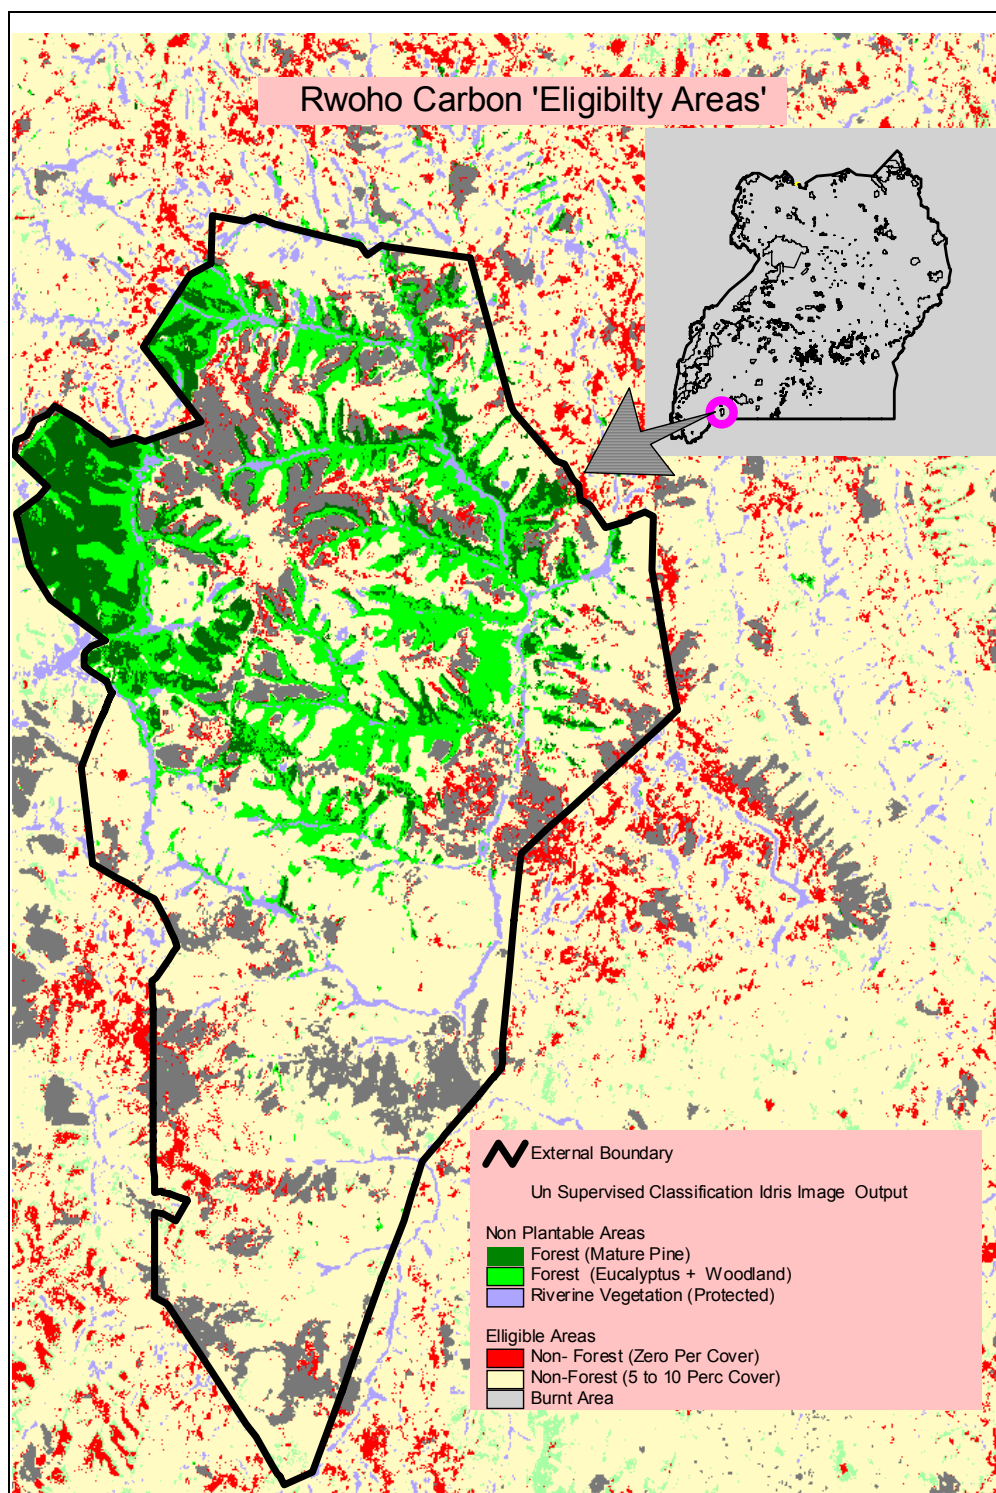 Rwoho Carbon 'Eligibilty Areas'
External Boundary
Un Supervised Classification Idris Image Output
Non Plantable Areas
Forest (Mature Pine)
Forest (Eucalyptus + Woodland)
Riverine Vegetation (Protected)
Elligible Areas
Non- Forest (Zero Per Cover)
Non-Forest (5 to 10 Perc Cover)
Burnt Area